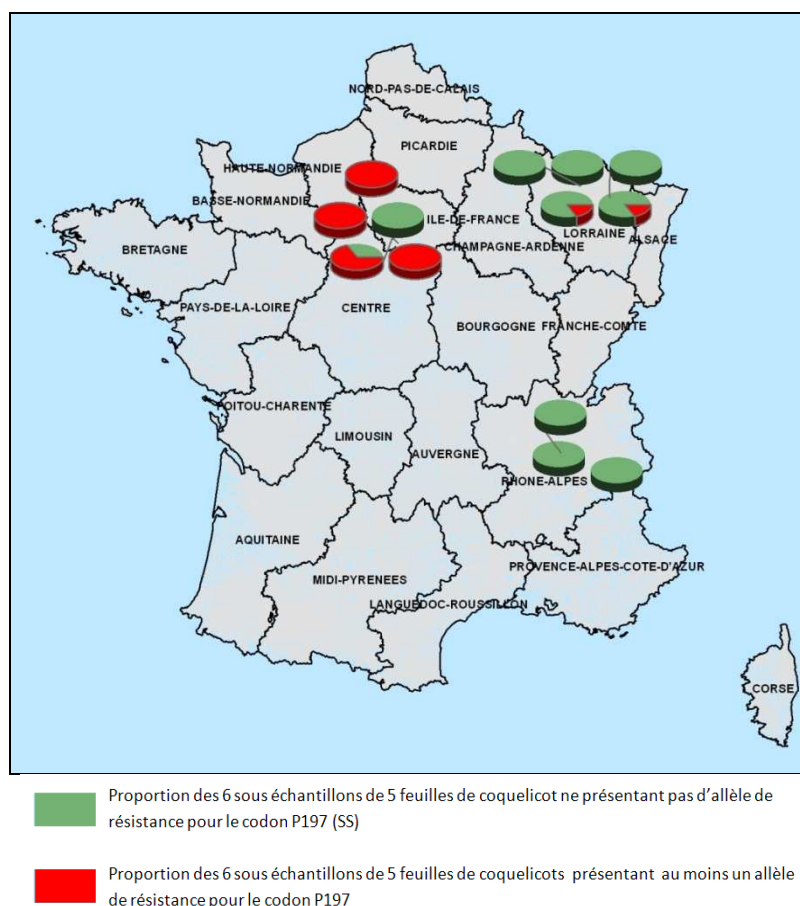 NORD-PAS-DE-CALAIS
PICARDIE
HAUTE-NORMANDIE
BASSE-NORMANDIE
ILE-DE-FRANCE
LORRAINE
ALSACE
CHAMPAGNE-ARDENNE
BRETAGNE
PAYS-DE-LA-LOIRE
CENTRE
BOURGOGNE
FRANCHE-COMTE
POITOU-CHARENTE
LIMOUSIN
AUVERGNE
RHONE-ALPES
AQUITAINE
MIDI-PYRENEES
PROVENCE-ALPES-COTE-D'AZUR
LANGUEDOC-ROUSSILLON
CORSE
Proportion des 6 sous échantillons de 5 feuilles de coquelicot ne présentant pas d'allèle de
résistance pour le codon P197 (SS)
Proportion des 6 sous échantillons de 5 feuilles de coquelicots présentant au moins un allèle
de résistance pour le codon P197